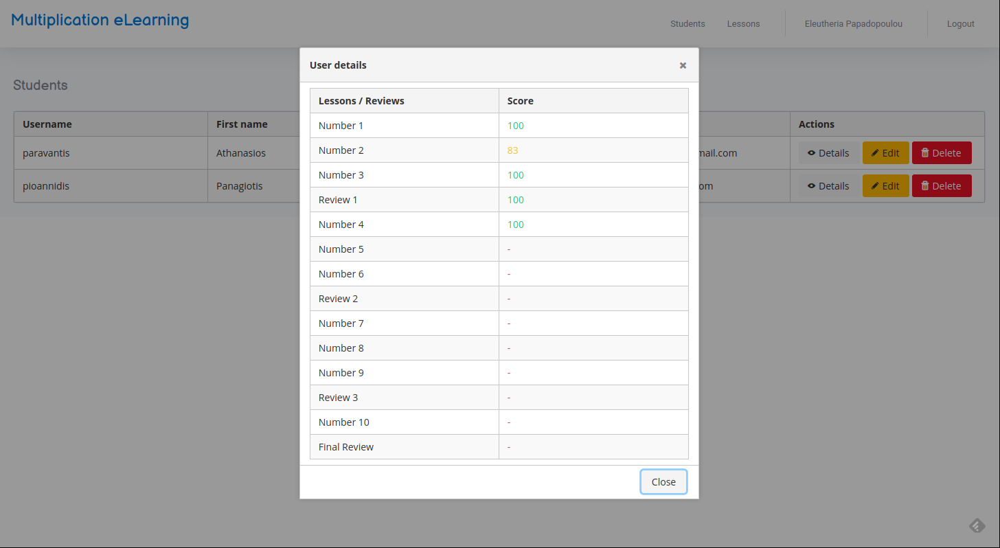 Multiplication eLearning
Students Lessons Eleutheria Papadopoulou Logout
User details ×
Students
Lessons / Reviews Score
Number 1 100
Number 2 83
Number 3 100
Review 1 100
Number 4 100
Number 5 -
Number 6 -
Review 2 -
Number 7 -
Number 8 -
Number 9 -
Review 3 -
Number 10 -
Final Review -
Close
Username First name Actions
paravantis Athanasios mail.com Details Edit Delete
pioannidis Panagiotis om Details Edit Delete